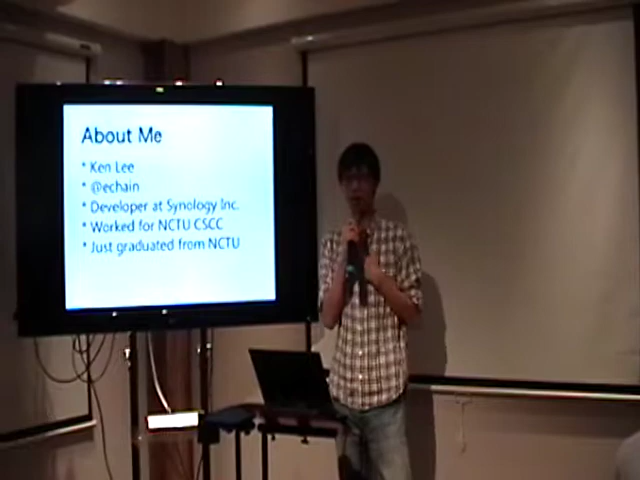 About Me
* Ken Lee
* @echain
* Developer at Synology Inc.
* Worked for NCTU CSCC
* Just graduated from NCTU